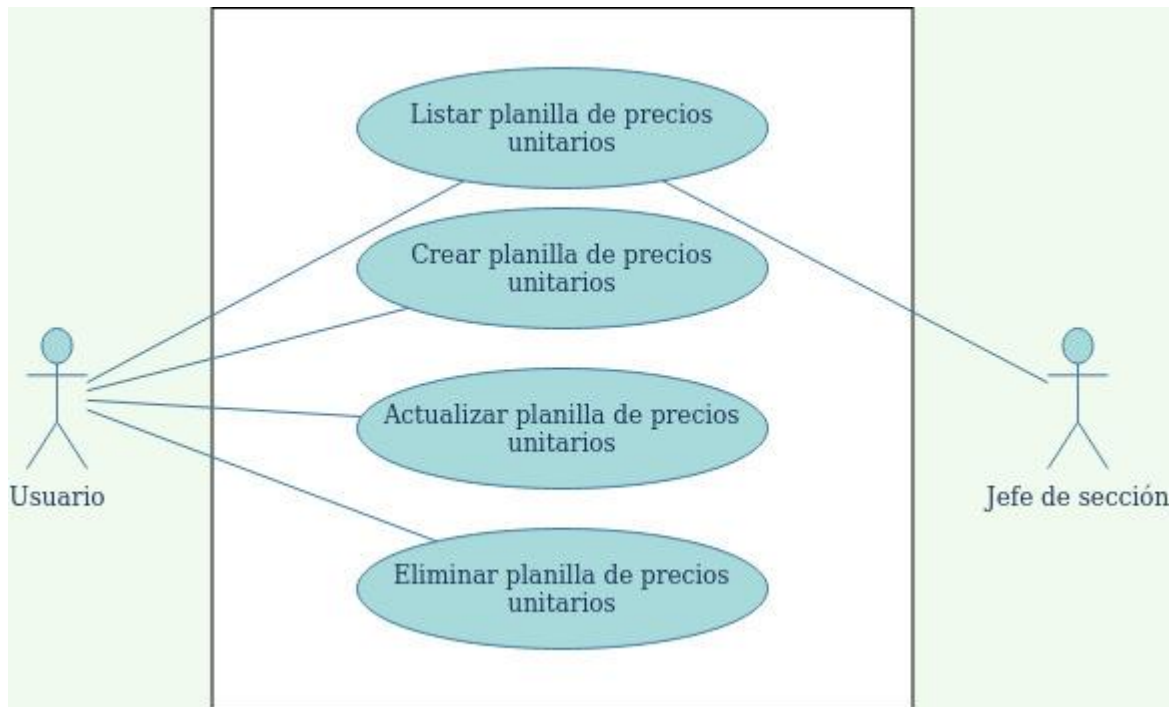 Listar planilla de precios
unitarios
Crear planilla de precios
unitarios
Actualizar planilla de precios
unitarios
Eliminar planilla de precios
unitarios
Usuario
Jefe de sección